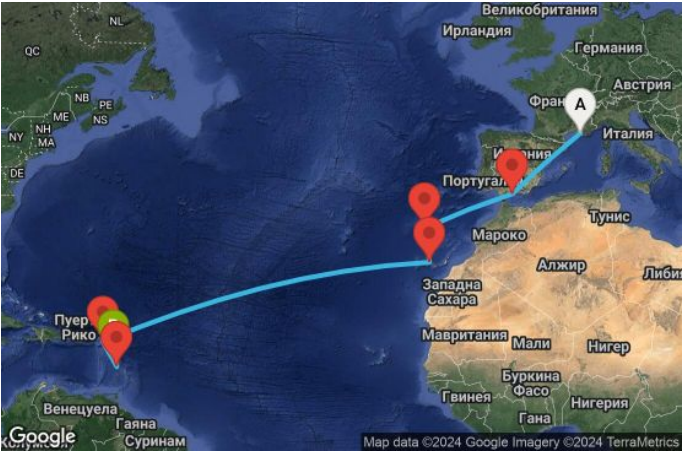 Великобритания
NL
Ирландия
QC
Германия
Австрия
NB
PE
Фран
A
ME
NS
NY
NH
MA
Италия
DE
Португал
Тунис
Мароко
Алжир
Либи
Западна
Сахара
Пуер
Рико
Мавритания
Мали
Нигер
Буркина
Фасо
Венецуела
Гвинея
Нигерия
Гаяна
Гана
Google
Суринам
Map data ©2024 Google Imagery ©2024 TerraMetrics